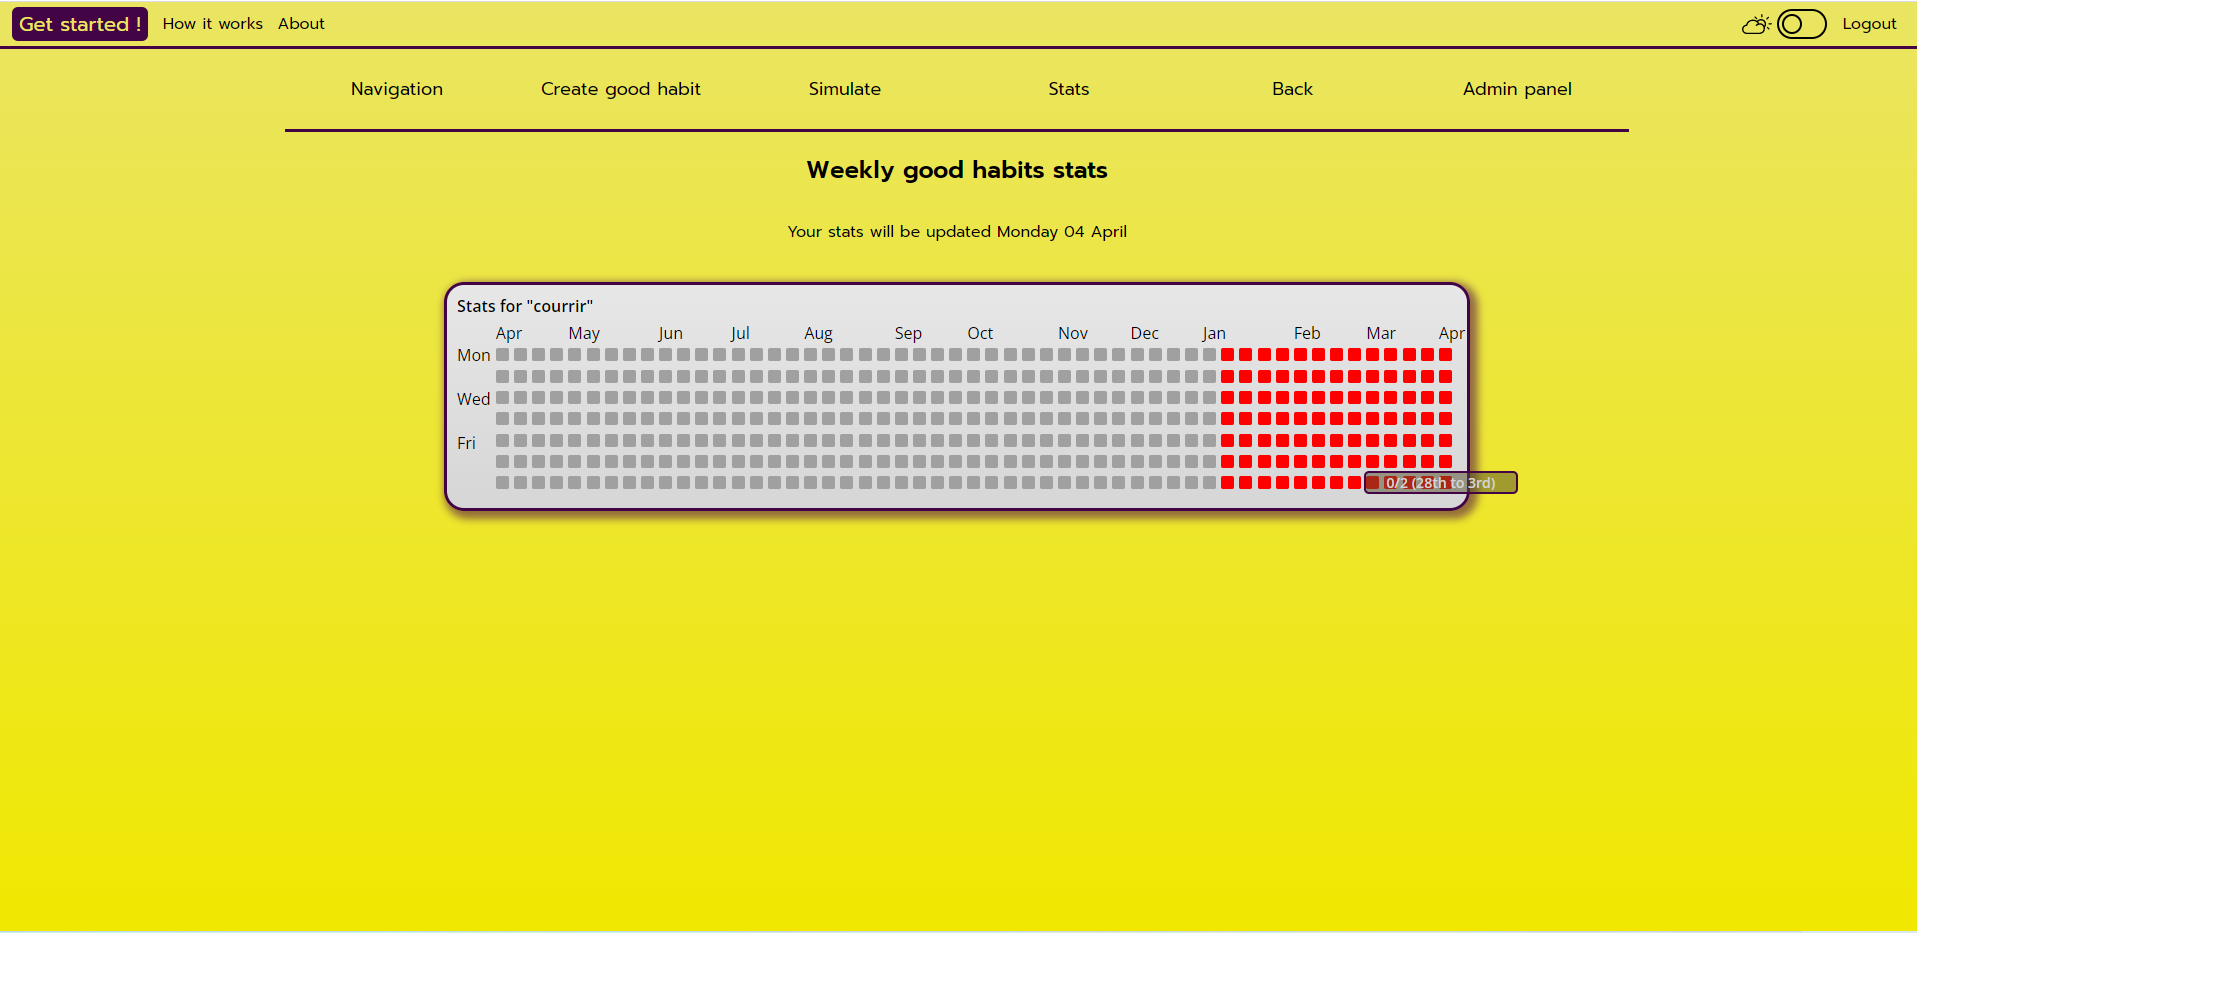 Get started ! How it works About Logout
Navigation Create good habit Simulate Stats Back Admin panel
Weekly good habits stats
Your stats will be updated Monday 04 April
Stats for "courrir"
Apr May Jun Jul Aug Sep Oct Nov Dec Jan Feb Mar Apr
Mon
Wed
Fri
0/2 (28th to 3rd)